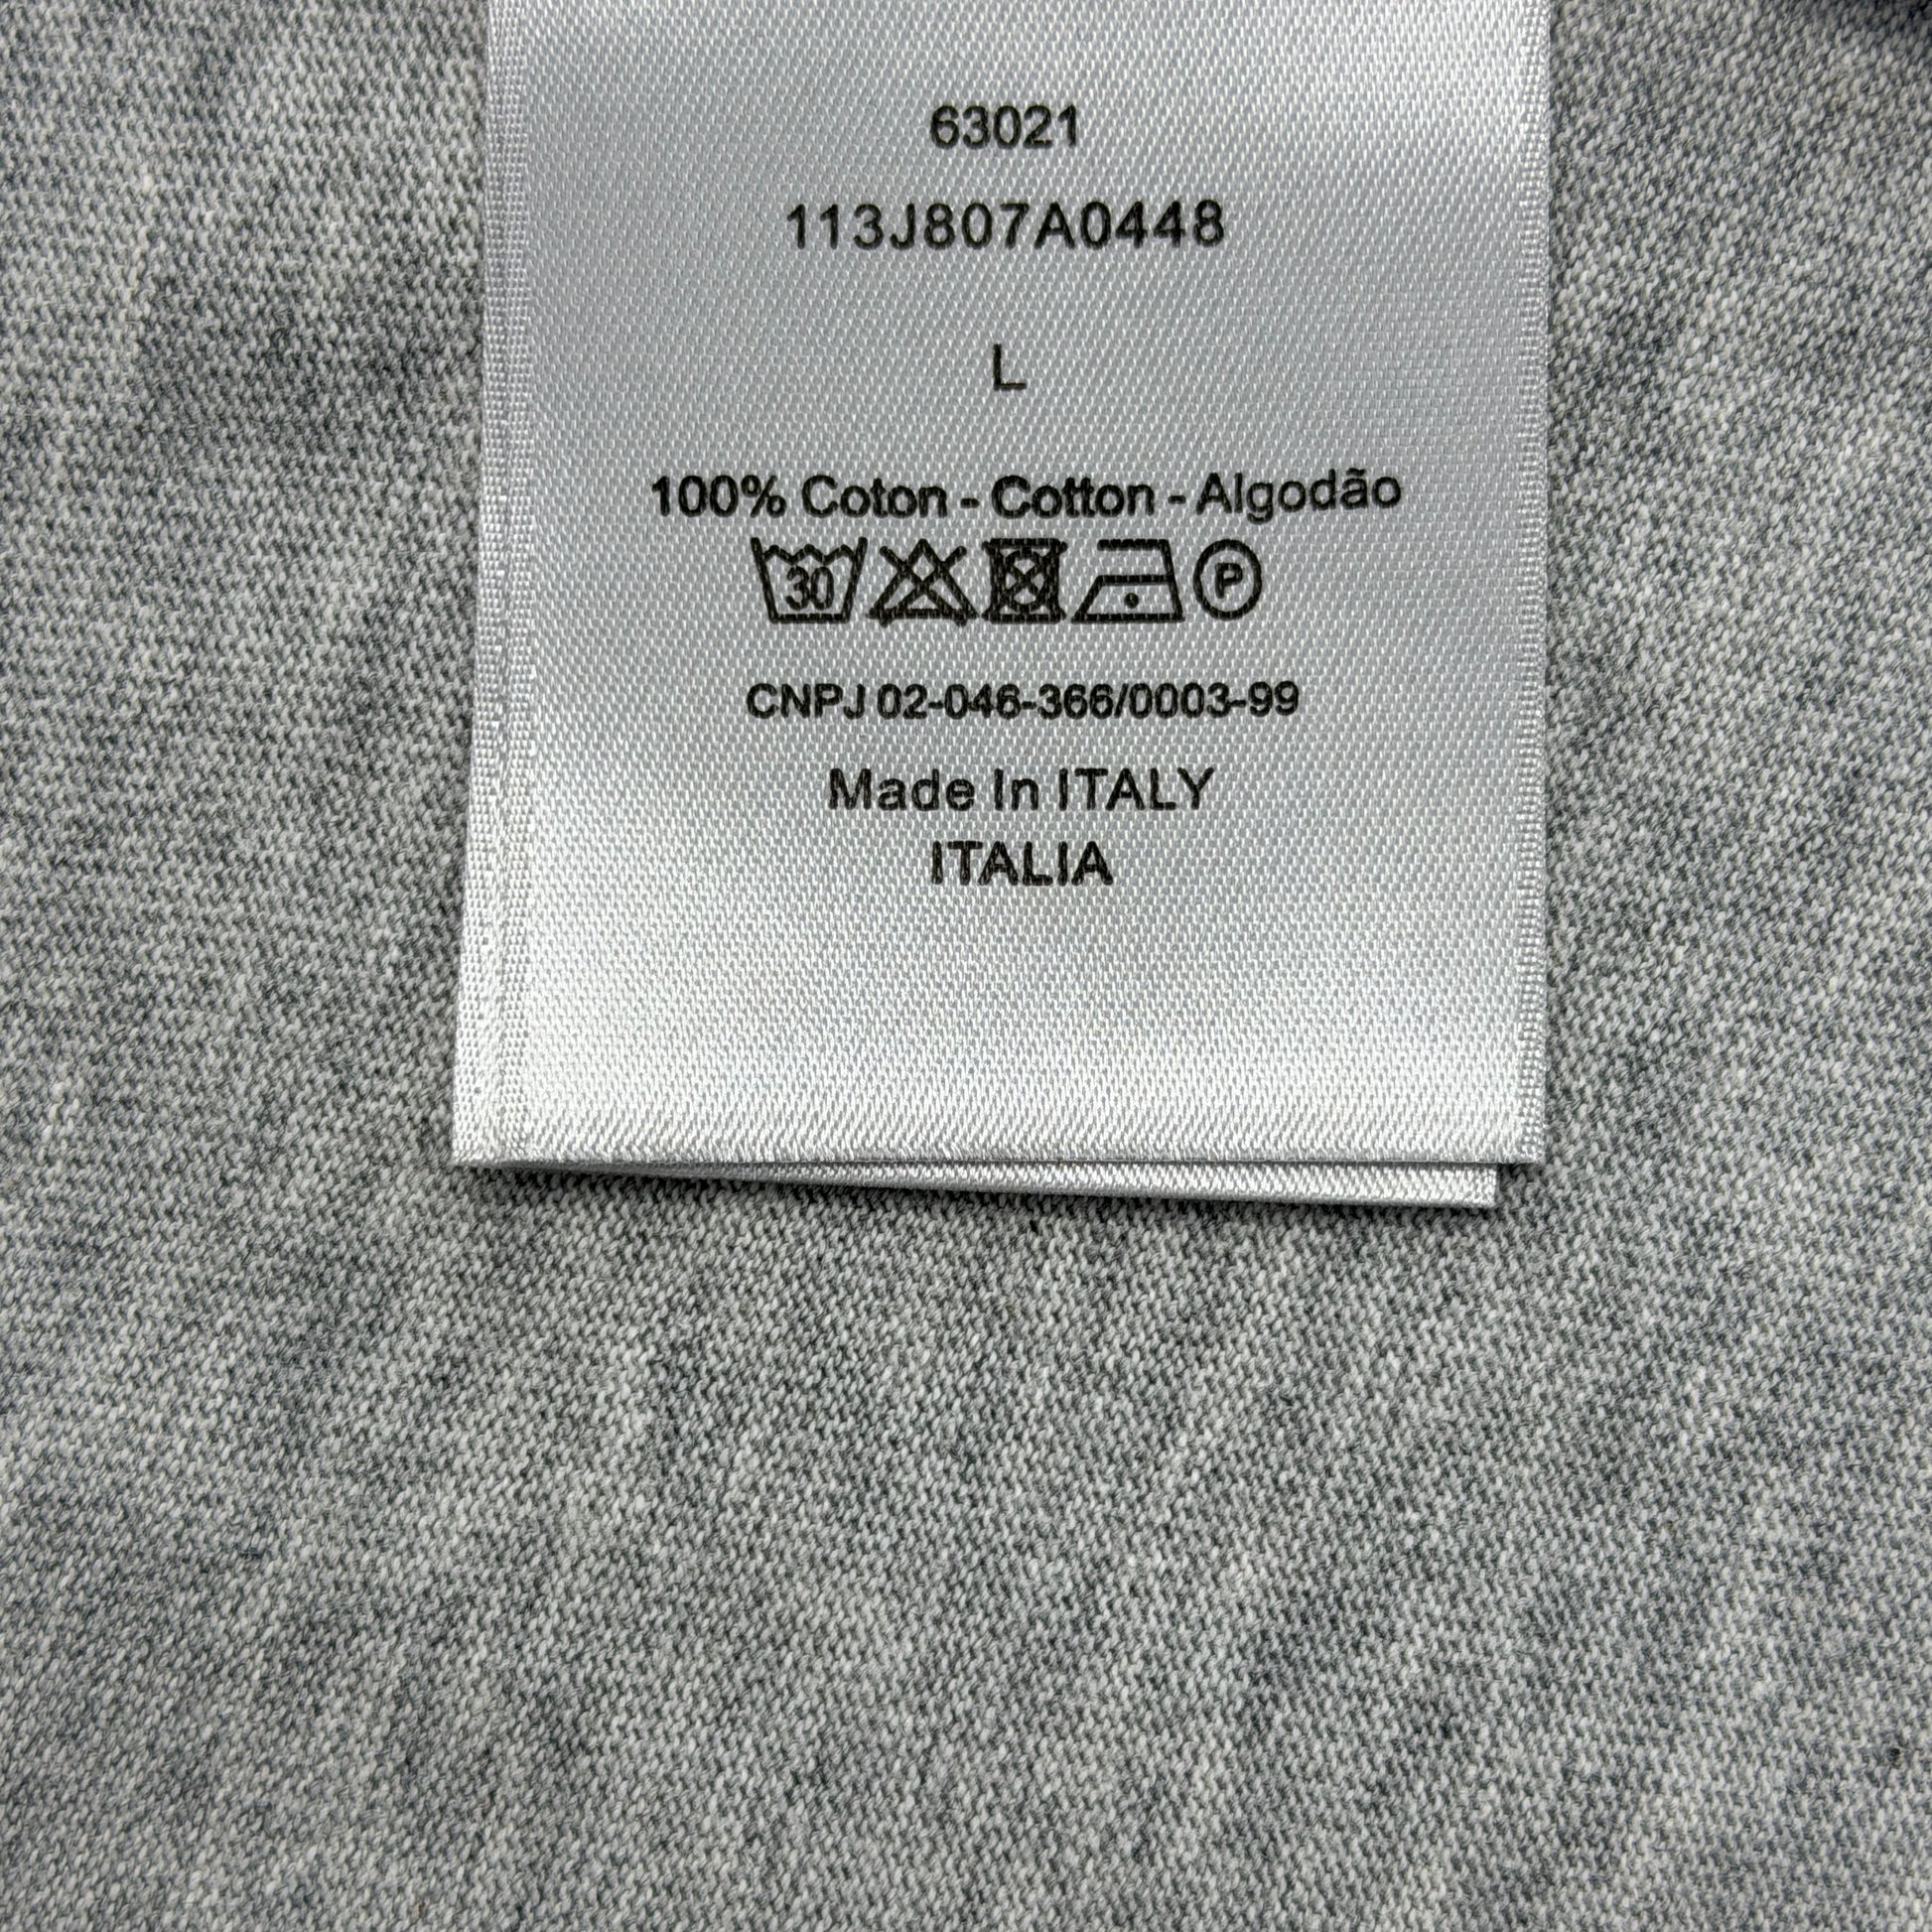 63021
113J807A0448
L
100% Coton - Cotton - Algodão
30 P
CNPJ 02-046-366/0003-99
Made In ITALY
ITALIA